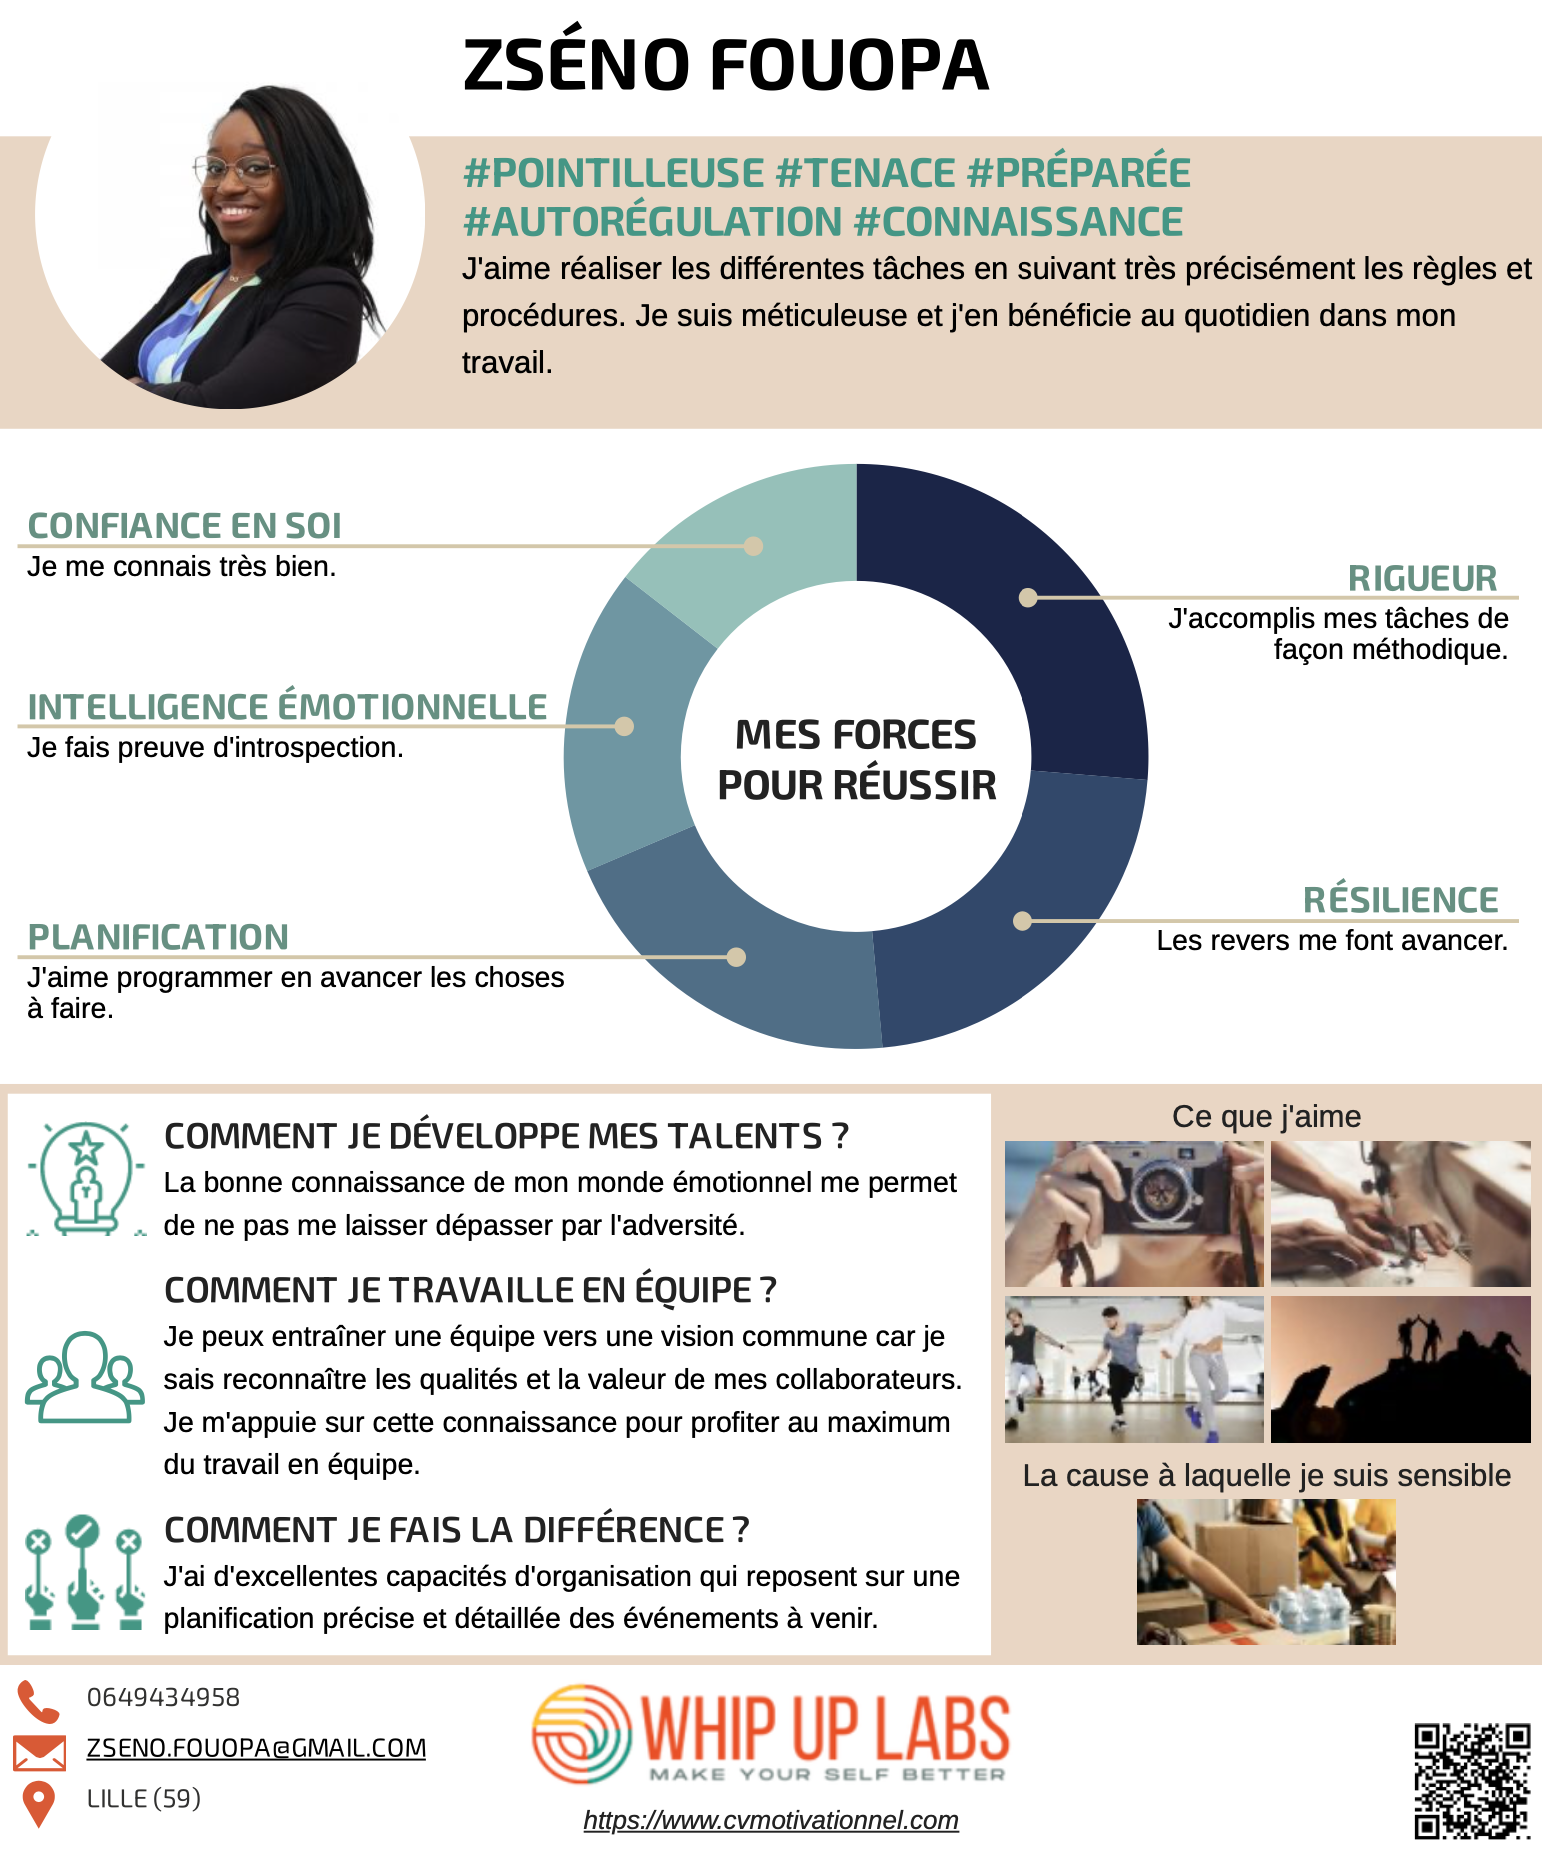 ZSÉNO FOUOPA
#POINTILLEUSE #TENACE #PRÉPARÉE
#AUTORÉGULATION #CONNAISSANCE
J'aime réaliser les différentes tâches en suivant très précisément les règles et
procédures. Je suis méticuleuse et j'en bénéficie au quotidien dans mon
travail.
CONFIANCE EN SOI
Je me connais très bien.
INTELLIGENCE ÉMOTIONNELLE
Je fais preuve d'introspection.
PLANIFICATION
J'aime programmer en avancer les choses
à faire.
MES FORCES
POUR RÉUSSIR
RIGUEUR
J'accomplis mes tâches de
façon méthodique.
RÉSILIENCE
Les revers me font avancer.
COMMENT JE DÉVELOPPE MES TALENTS ?
La bonne connaissance de mon monde émotionnel me permet
de ne pas me laisser dépasser par l'adversité.
COMMENT JE TRAVAILLE EN ÉQUIPE ?
Je peux entraîner une équipe vers une vision commune car je
sais reconnaître les qualités et la valeur de mes collaborateurs.
Je m'appuie sur cette connaissance pour profiter au maximum
du travail en équipe.
COMMENT JE FAIS LA DIFFÉRENCE ?
J'ai d'excellentes capacités d'organisation qui reposent sur une
planification précise et détaillée des événements à venir.
Ce que j'aime
La cause à laquelle je suis sensible
0649434958
ZSENO.FOUOPA@GMAIL.COM
LILLE (59)
WHIP UP LABS
MAKE YOUR SELF BETTER
https://www.cvmotivationnel.com